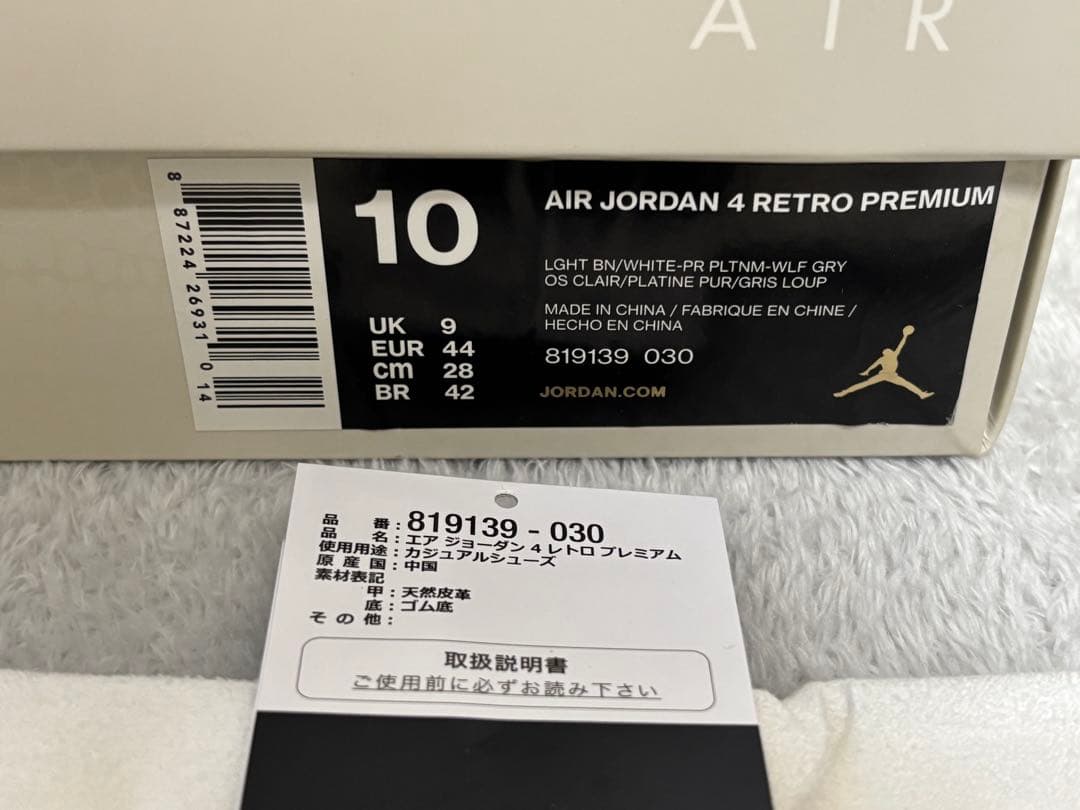 AIR
8 87224 26931 0 14
10
UK 9
EUR 44
cm 28
BR 42
AIR JORDAN 4 RETRO PREMIUM
LGHT BN/WHITE-PR PLTNM-WLF GRY
OS CLAIR/PLATINE PUR/GRIS LOUP
MADE IN CHINA / FABRIQUE EN CHINE /
HECHO EN CHINA
819139 030
JORDAN.COM
品 番：819139 - 030
品 名：エア ジョーダン 4 レトロ プレミアム
使用用途：カジュアルシューズ
原 産 国：中国
素材表記
甲：天然皮革
底：ゴム底
そ の 他：
取扱説明書
ご使用前に必ずお読み下さい